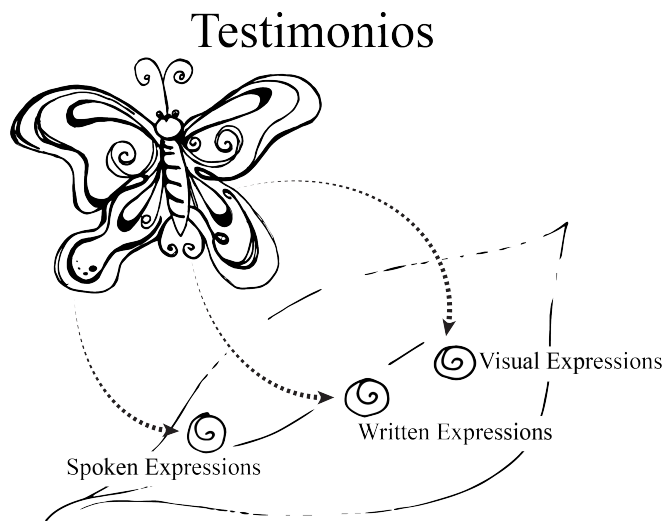 Testimonios
Visual Expressions
Written Expressions
Spoken Expressions